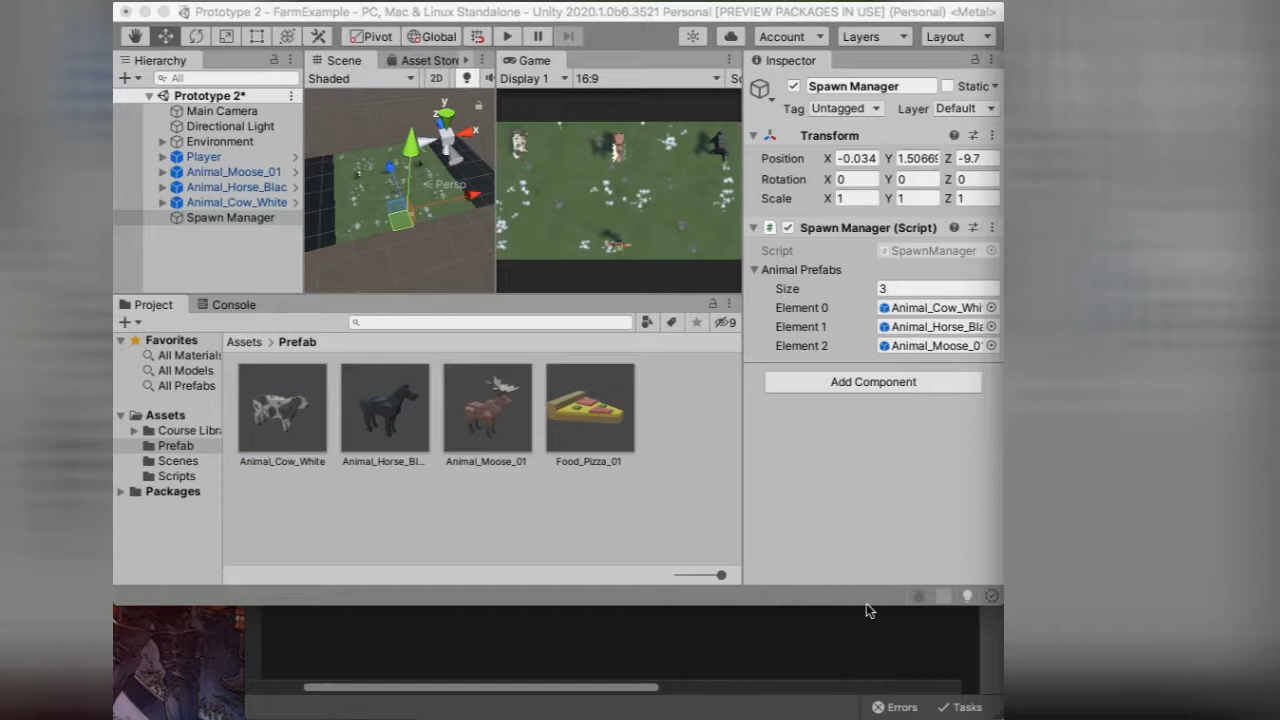 Prototype 2 - FarmExample - PC, Mac & Linux Standalone - Unity 2020.1.0b6.3521 Personal [PREVIEW PACKAGES IN USE] (Personal) <Metal>
Pivot Global Account Layers Layout
Hierarchy
All
Prototype 2*
Main Camera
Directional Light
Environment
Player
Animal_Moose_01
Animal_Horse_Blac
Animal_Cow_White
Spawn Manager
Scene Asset Store
Shaded 2D
Persp
y
z
x
Game
Display 1 16:9 Sc
Inspector
Spawn Manager Static
Tag Untagged Layer Default
Transform
Position X -0.034 Y 1.5066 Z -9.7
Rotation X 0 Y 0 Z 0
Scale X 1 Y 1 Z 1
# Spawn Manager (Script)
Script # SpawnManager
Animal Prefabs
Size 3
Element 0 Animal_Cow_Whi
Element 1 Animal_Horse_Bla
Element 2 Animal_Moose_01
Add Component
Project Console
9
Favorites
All Materials
All Models
All Prefabs
Assets
Course Libra
Prefab
Scenes
Scripts
Packages
Assets > Prefab
Animal_Cow_White Animal_Horse_Bl... Animal_Moose_01 Food_Pizza_01
Errors Tasks